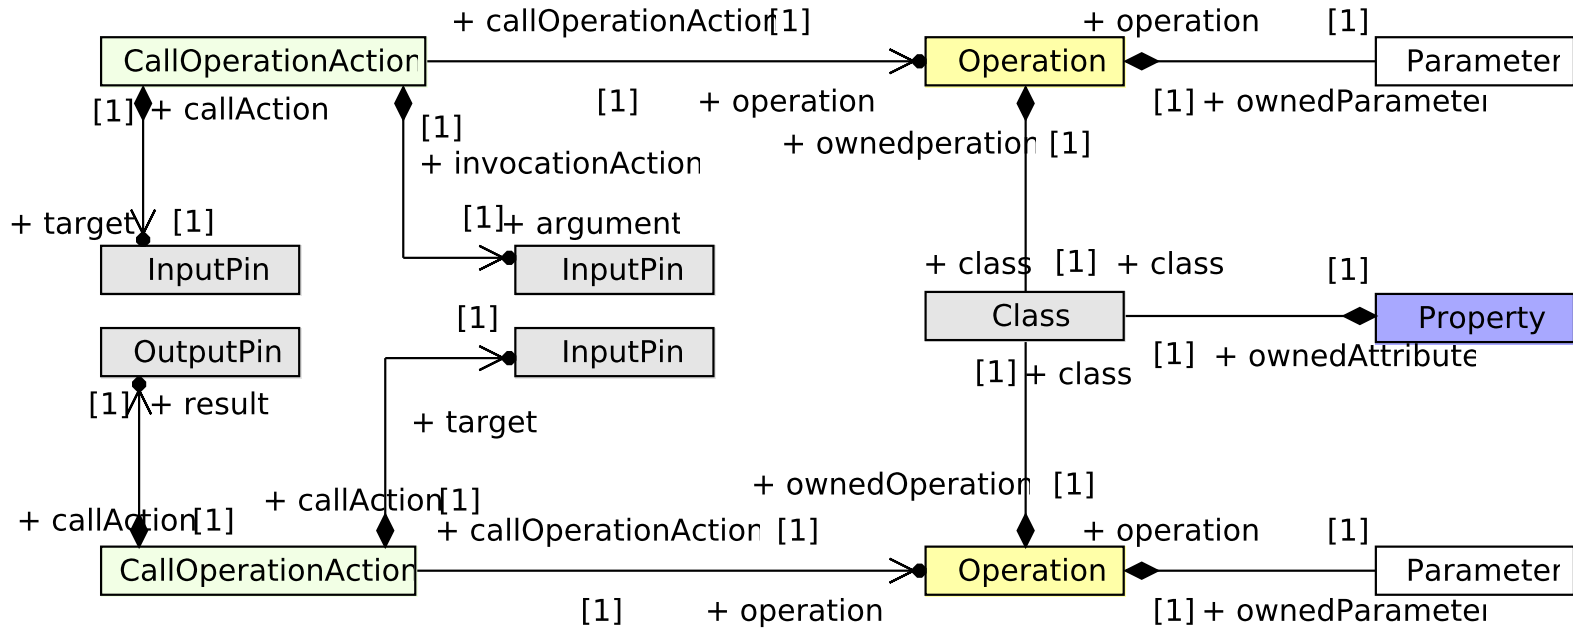 + callOperationAction [1]
+ operation [1]
CallOperationAction
Operation
Parameter
[1] + callAction
[1] + operation
[1] + ownedParameter
[1]
+ invocationAction
+ ownedperation [1]
+ target [1]
[1] + argument
InputPin
InputPin
+ class [1] + class [1]
Class
Property
OutputPin
[1]
InputPin
[1] + class
[1] + ownedAttribute
[1] + result
+ target
+ callAction [1]
+ callAction [1]
+ ownedOperation [1]
+ callOperationAction [1]
+ operation [1]
CallOperationAction
Operation
Parameter
[1] + operation
[1] + ownedParameter